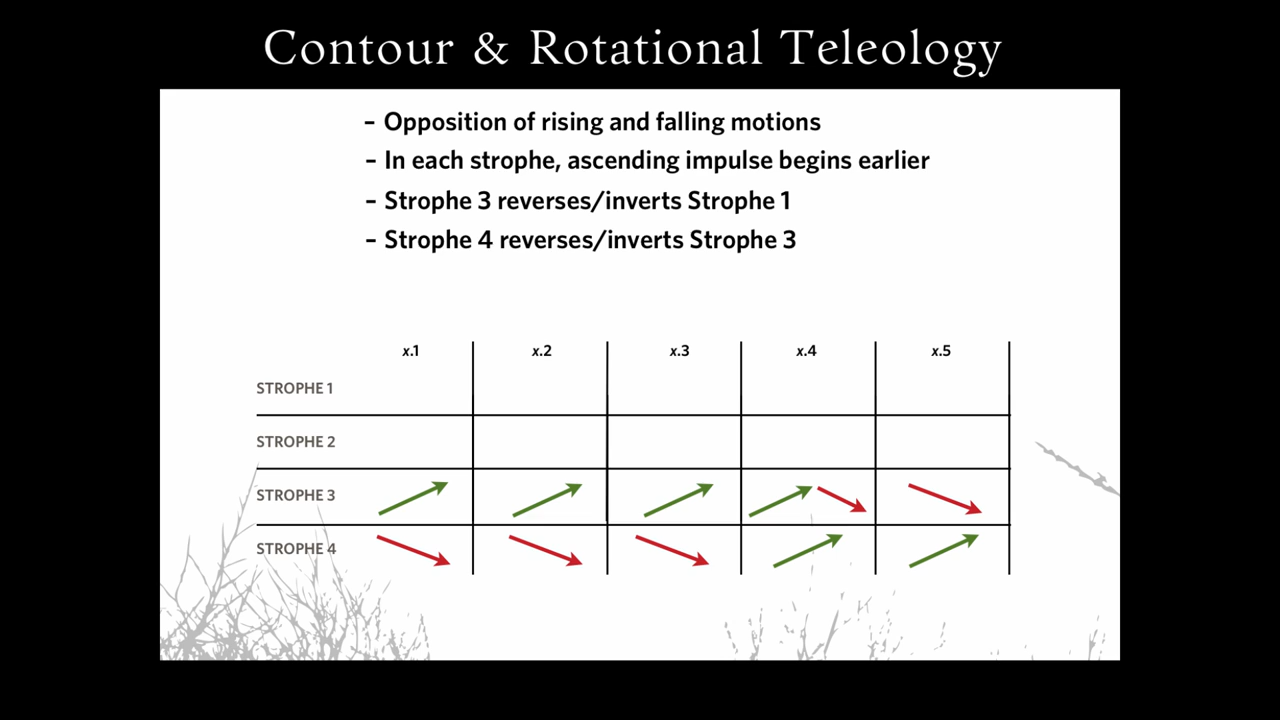 Contour & Rotational Teleology
– Opposition of rising and falling motions
– In each strophe, ascending impulse begins earlier
– Strophe 3 reverses/inverts Strophe 1
– Strophe 4 reverses/inverts Strophe 3
x.1 x.2 x.3 x.4 x.5
STROPHE 1
STROPHE 2
STROPHE 3
STROPHE 4